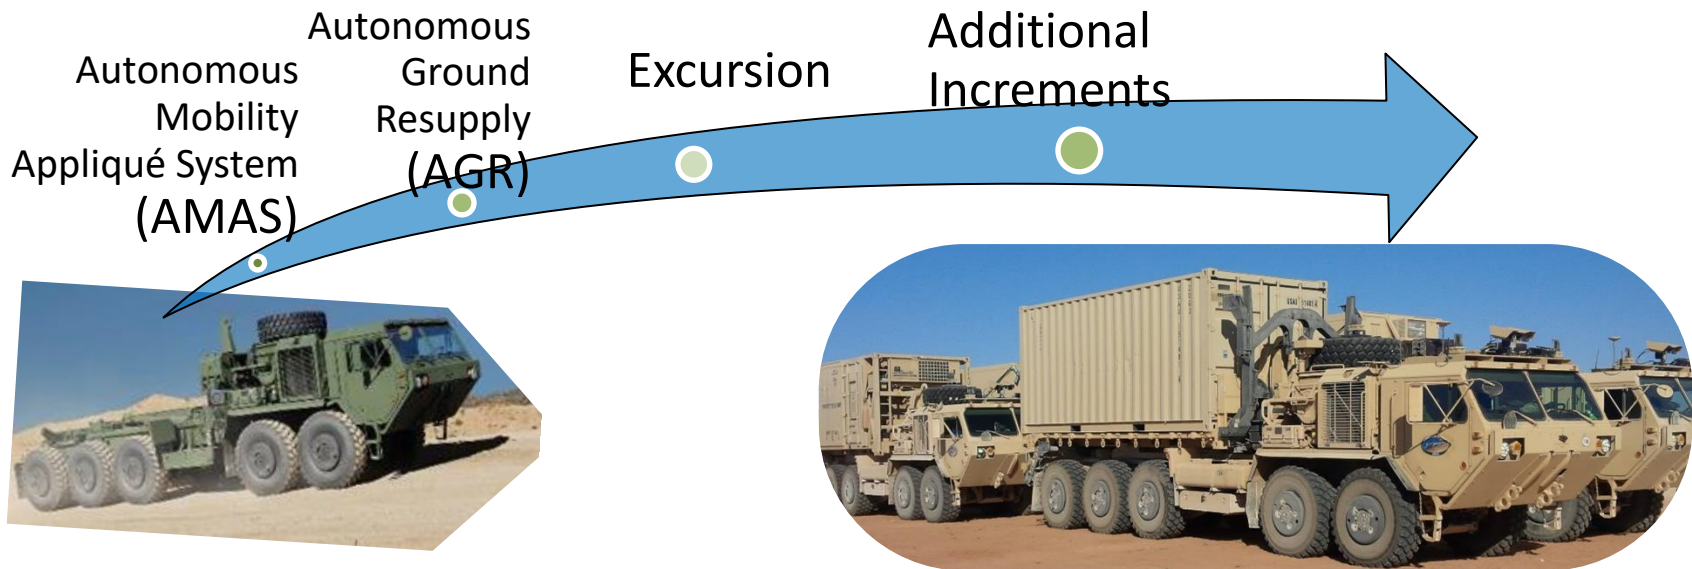 Autonomous
Mobility
Appliqué System
(AMAS)
Autonomous
Ground
Resupply
(AGR)
Excursion
Additional
Increments